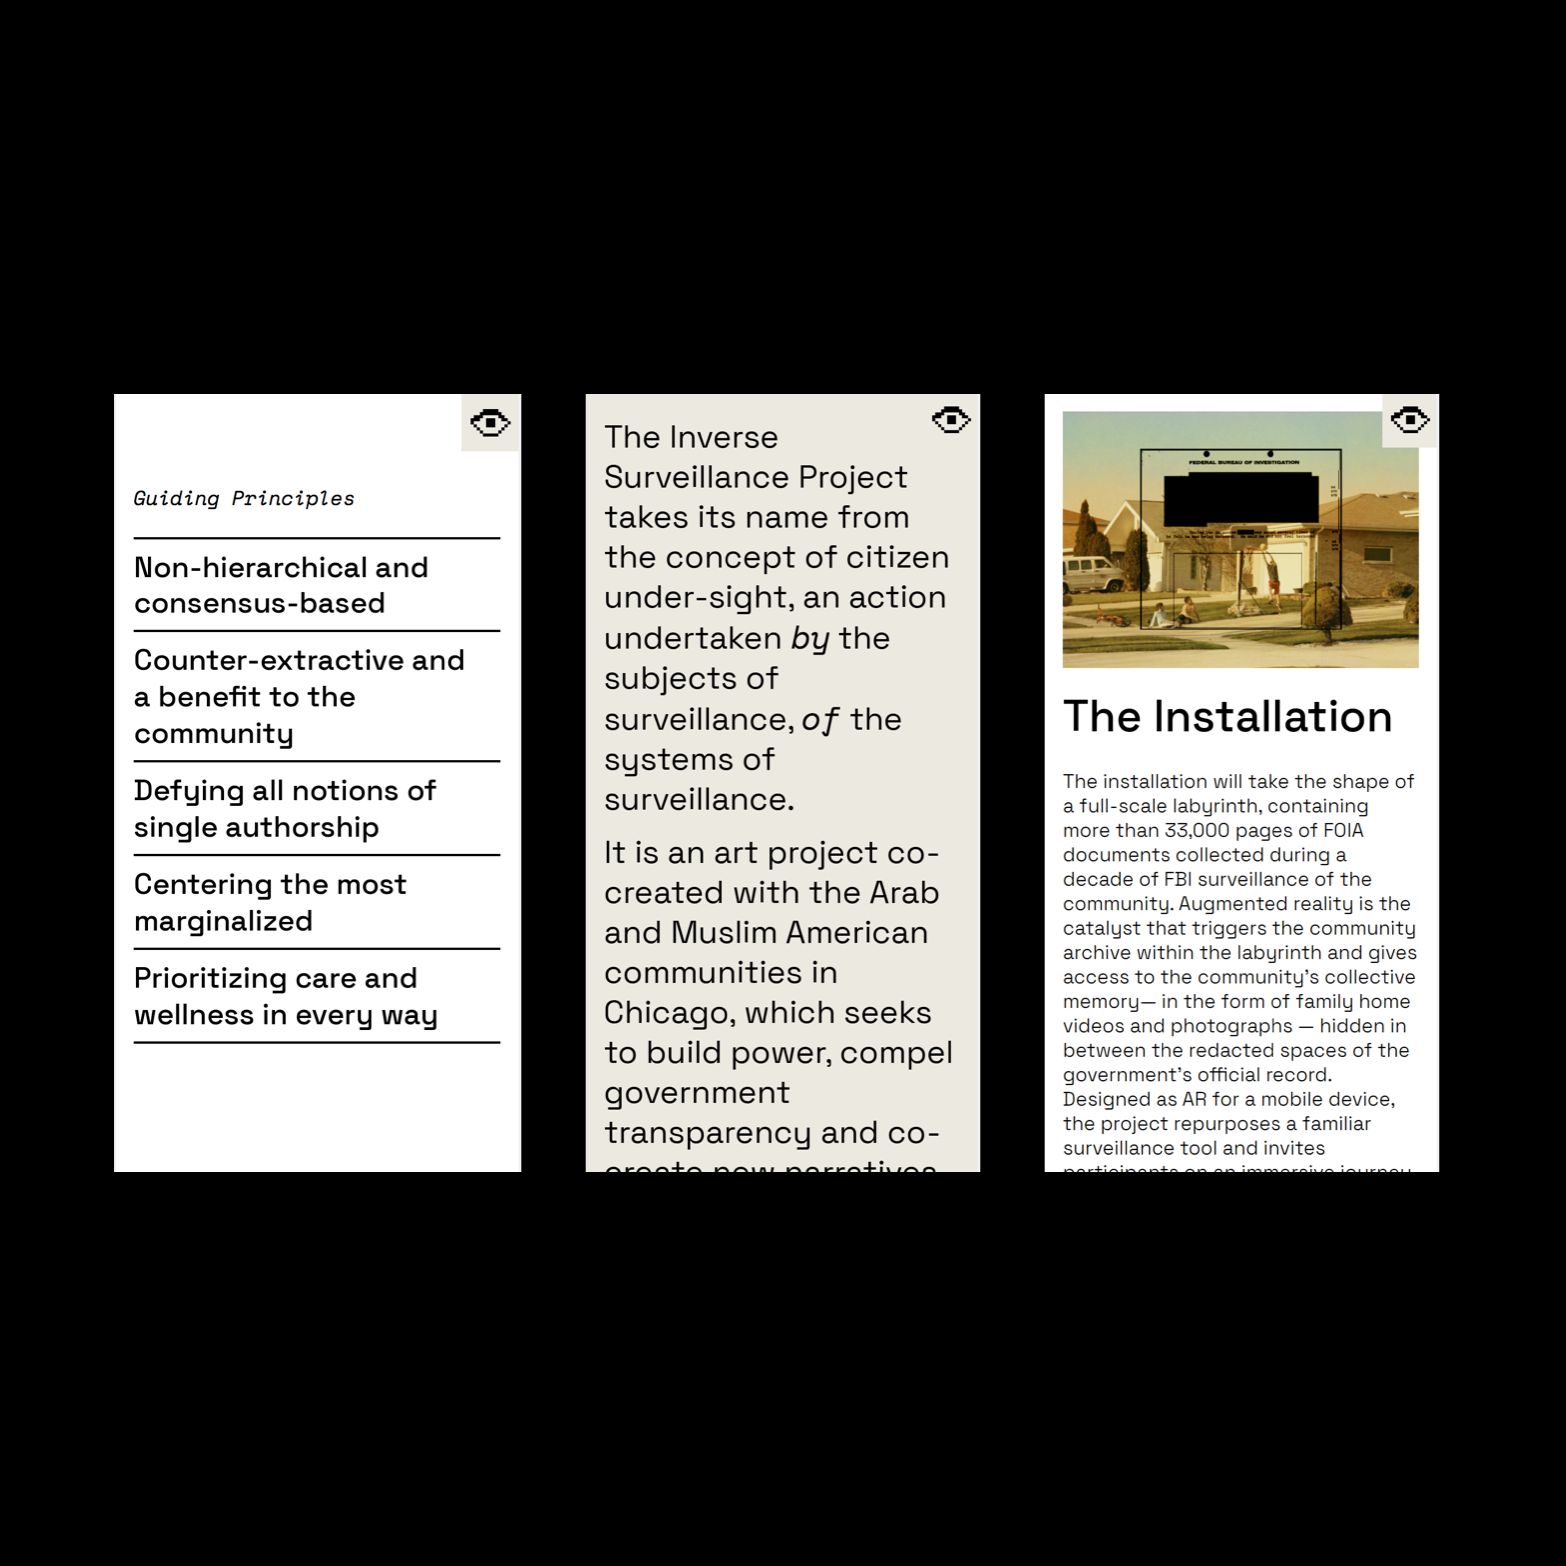 Guiding Principles
Non-hierarchical and
consensus-based
Counter-extractive and
a benefit to the
community
Defying all notions of
single authorship
Centering the most
marginalized
Prioritizing care and
wellness in every way
The Inverse
Surveillance Project
takes its name from
the concept of citizen
under-sight, an action
undertaken by the
subjects of
surveillance, of the
systems of
surveillance.
It is an art project co-
created with the Arab
and Muslim American
communities in
Chicago, which seeks
to build power, compel
government
transparency and co-
create new narratives
FEDERAL BUREAU OF INVESTIGATION
The Installation
The installation will take the shape of
a full-scale labyrinth, containing
more than 33,000 pages of FOIA
documents collected during a
decade of FBI surveillance of the
community. Augmented reality is the
catalyst that triggers the community
archive within the labyrinth and gives
access to the community's collective
memory— in the form of family home
videos and photographs — hidden in
between the redacted spaces of the
government's official record.
Designed as AR for a mobile device,
the project repurposes a familiar
surveillance tool and invites
participants on an immersive journey